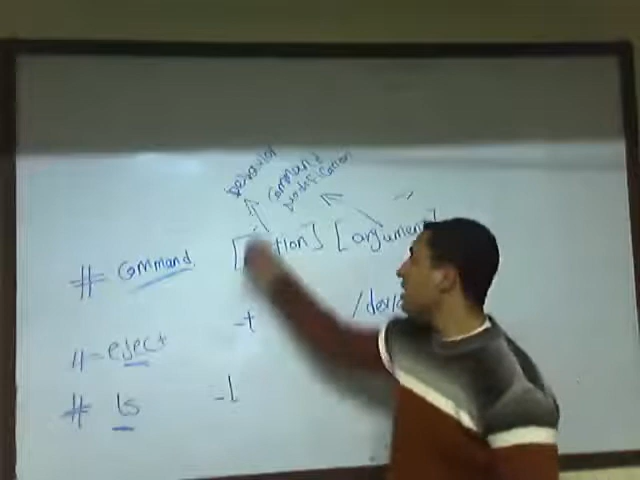 behavior
Command
modification
# Command [option] [argument]
# eject -t /dev/
# ls -l